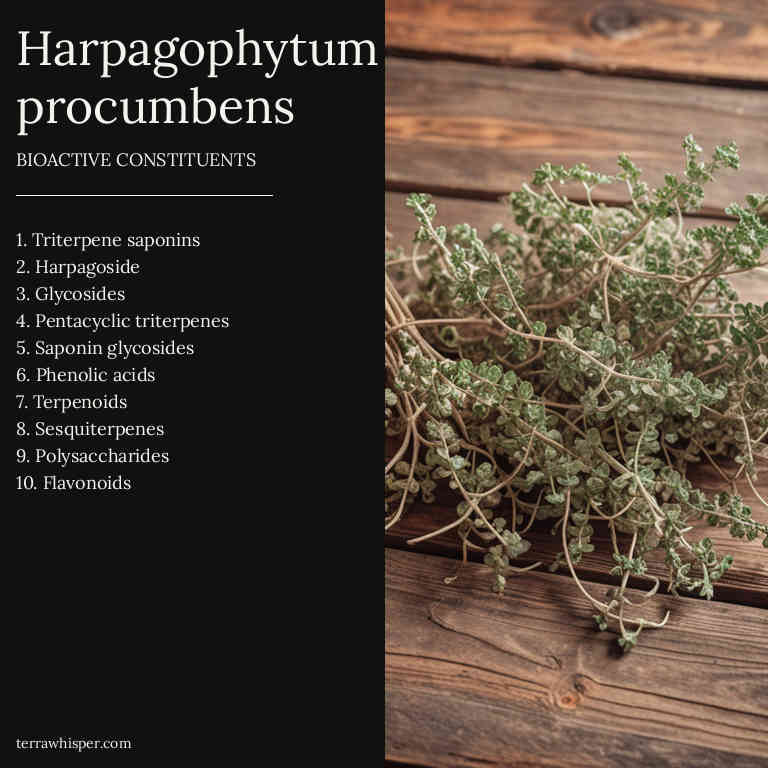 Harpagophytum
procumbens
BIOACTIVE CONSTITUENTS
1. Triterpene saponins
2. Harpagoside
3. Glycosides
4. Pentacyclic triterpenes
5. Saponin glycosides
6. Phenolic acids
7. Terpenoids
8. Sesquiterpenes
9. Polysaccharides
10. Flavonoids
terrawhisper.com